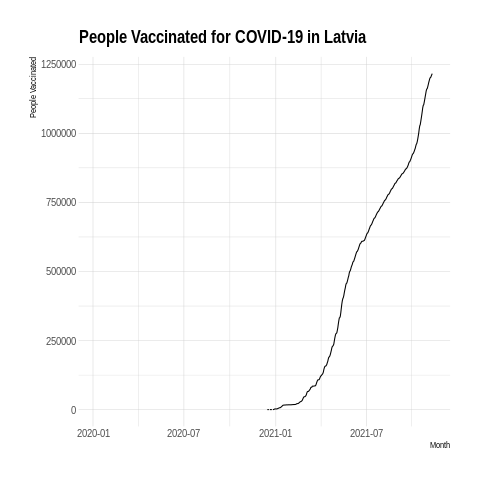 People Vaccinated for COVID-19 in Latvia
People Vaccinated
1250000
1000000
750000
500000
250000
0
2020-01 2020-07 2021-01 2021-07
Month